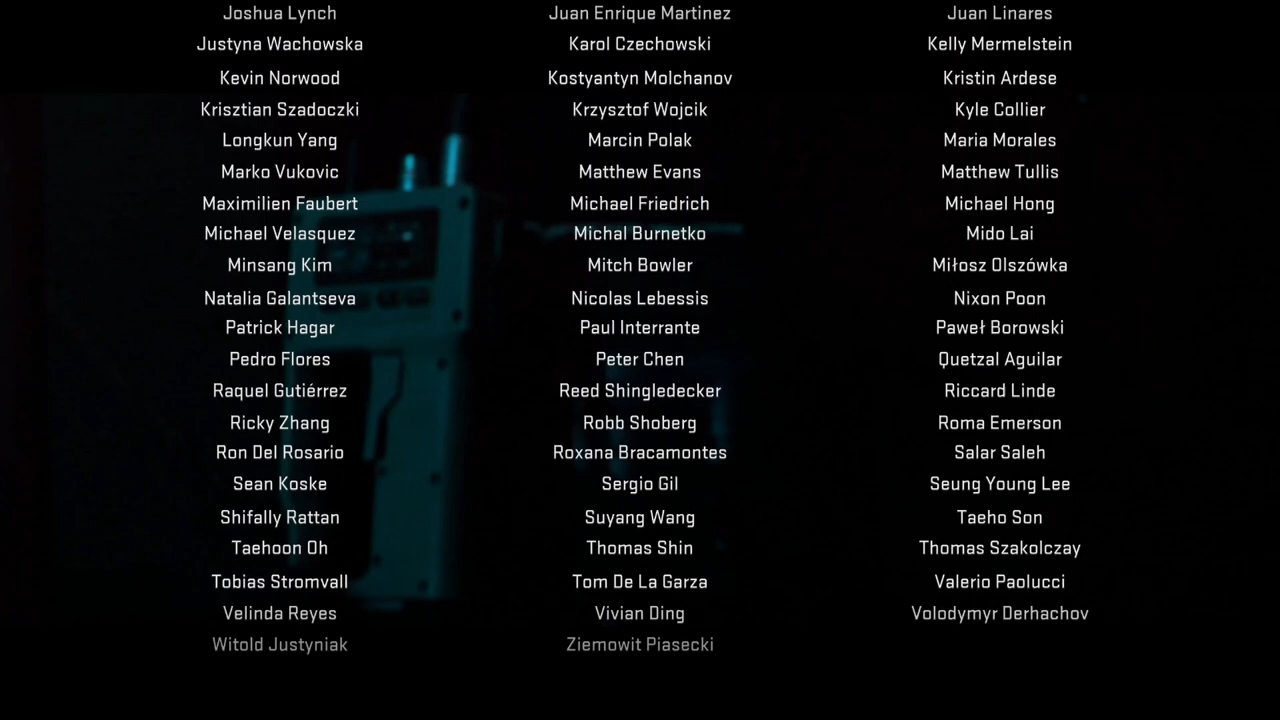 Joshua Lynch Juan Enrique Martinez Juan Linares
Justyna Wachowska Karol Czechowski Kelly Mermelstein
Kevin Norwood Kostyantyn Molchanov Kristin Ardese
Krisztian Szadoczki Krzysztof Wojcik Kyle Collier
Longkun Yang Marcin Polak Maria Morales
Marko Vukovic Matthew Evans Matthew Tullis
Maximilien Faubert Michael Friedrich Michael Hong
Michael Velasquez Michal Burnetko Mido Lai
Minsang Kim Mitch Bowler Miłosz Olszówka
Natalia Galantseva Nicolas Lebessis Nixon Poon
Patrick Hagar Paul Interrante Paweł Borowski
Pedro Flores Peter Chen Quetzal Aguilar
Raquel Gutiérrez Reed Shingledecker Riccard Linde
Ricky Zhang Robb Shoberg Roma Emerson
Ron Del Rosario Roxana Bracamontes Salar Saleh
Sean Koske Sergio Gil Seung Young Lee
Shifally Rattan Suyang Wang Taeho Son
Taehoon Oh Thomas Shin Thomas Szakolczay
Tobias Stromvall Tom De La Garza Valerio Paolucci
Velinda Reyes Vivian Ding Volodymyr Derhachov
Witold Justyniak Ziemowit Piasecki